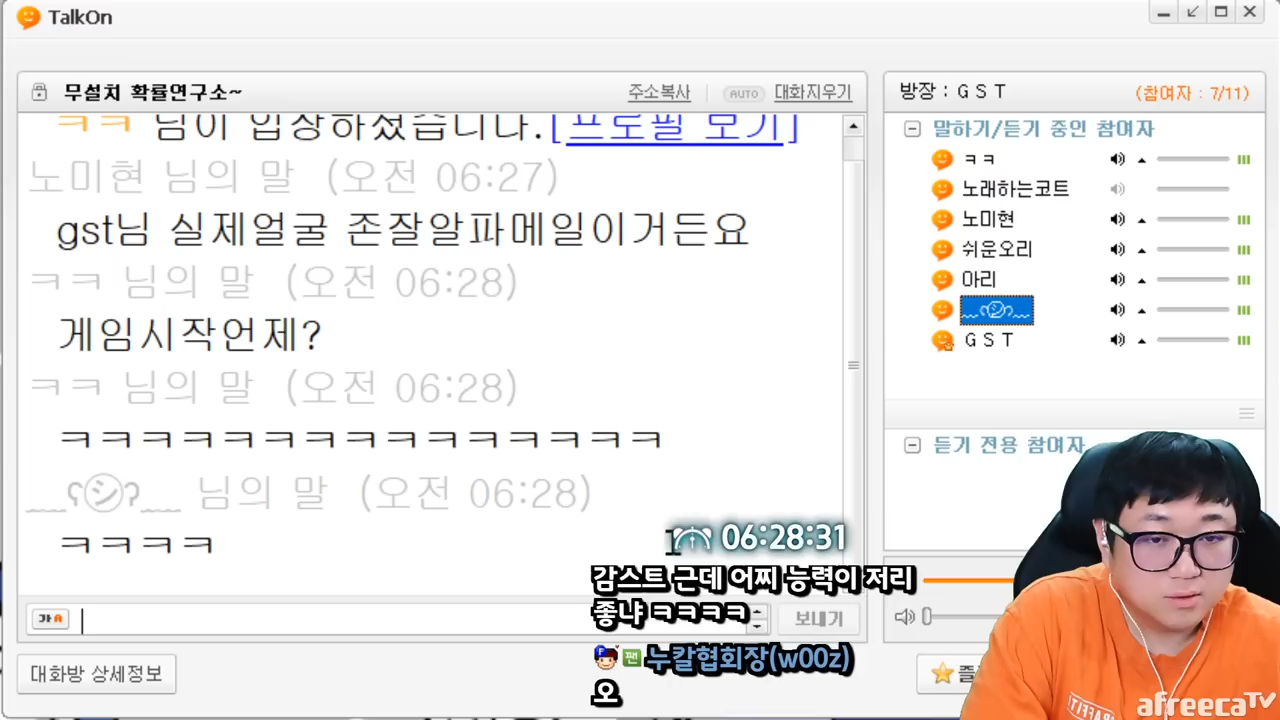 TalkOn
무설치 확률연구소~
주소복사
AUTO
대화지우기
ㅋㅋ 님이 입장하셨습니다.[프로필 보기]
노미현 님의 말 (오전 06:27)
gst님 실제얼굴 존잘알파메일이거든요
ㅋㅋ 님의 말 (오전 06:28)
게임시작언제?
ㅋㅋ 님의 말 (오전 06:28)
ㅋㅋㅋㅋㅋㅋㅋㅋㅋㅋㅋㅋㅋㅋㅋ
님의 말 (오전 06:28)
ㅋㅋㅋㅋ
가A
보내기
대화방 상세정보
방장 : G S T
(참여자 : 7/11)
말하기/듣기 중인 참여자
ㅋㅋ
노래하는코트
노미현
쉬운오리
아리
G S T
듣기 전용 참여자
06:28:31
감스트 근데 어찌 능력이 저리
좋냐 ㅋㅋㅋㅋ
팬 누칼협회장(w00z)
오
afreecaTV